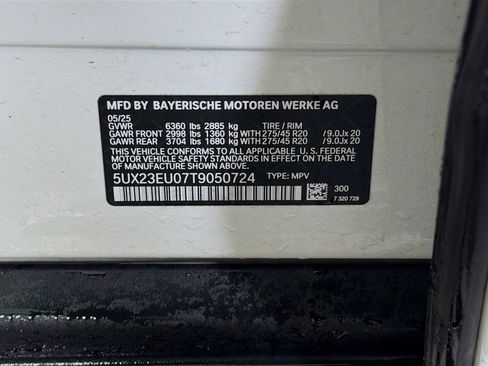 MFD BY BAYERISCHE MOTOREN WERKE AG
05/25
GVWR 6360 lbs 2885 kg TIRE / RIM
GAWR FRONT 2998 lbs 1360 kg WITH 275/45 R20 /9.0Jx 20
GAWR REAR 3704 lbs 1680 kg WITH 275/45 R20 /9.0Jx 20
THIS VEHICLE CONFORMS TO ALL APPLICABLE U.S. FEDERAL
MOTOR VEHICLE SAFETY STANDARDS IN EFFECT ON THE DATE
OF MANUFACTURE SHOWN ABOVE.
5UX23EU07T9050724 TYPE: MPV
300
7 320 729